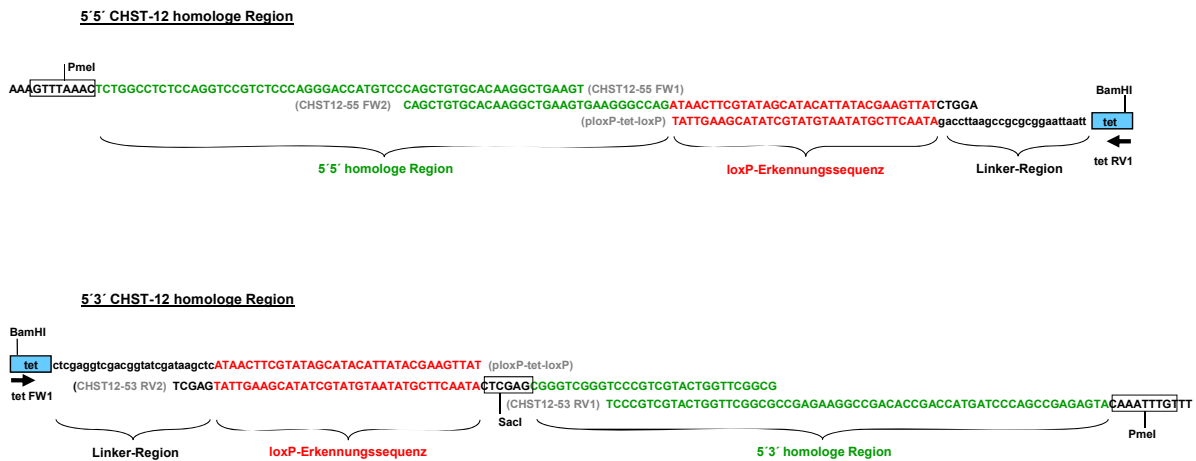 5´5´ CHST-12 homologe Region
PmeI
AAAGTTTAAACTCTGGCCTCTCCAGGTCCGTCTCCCAGGGACCATGTCCCAGCTGTGCACAAGGCTGAAGT (CHST12-55 FW1)
BamHI
(CHST12-55 FW2) CAGCTGTGCACAAGGCTGAAGTGAAGGGCCAGATAACTTCGTATAGCATACATTATACGAAGTTATCTGGA
(ploxP-tet-loxP) TATTGAAGCATATCGTATGTAATATGCTTCAATAgaccttaagccgcgcggaattaatt tet
5´5´ homologe Region loxP-Erkennungssequenz Linker-Region tet RV1
5´3´ CHST-12 homologe Region
BamHI
tet ctcgaggtcgacggtatcgataagctcATAACTTCGTATAGCATACATTATACGAAGTTAT (ploxP-tet-loxP)
(CHST12-53 RV2) TCGAGTATTGAAGCATATCGTATGTAATATGCTTCAATACTCGAGCGGGTCGGGTCCCGTCGTACTGGTTCGGCG
tet FW1 (CHST12-53 RV1) TCCCGTCGTACTGGTTCGGCGCCGAGAAGGCCGACACCGACCATGATCCCAGCCGAGAGTACAAATTTGTTT
SacI PmeI
Linker-Region loxP-Erkennungssequenz 5´3´ homologe Region